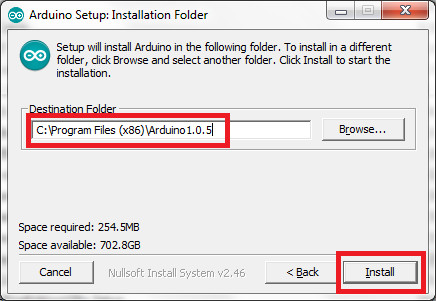 Arduino Setup: Installation Folder
Setup will install Arduino in the following folder. To install in a different
folder, click Browse and select another folder. Click Install to start the
installation.
Destination Folder
C:\Program Files (x86)\Arduino1.0.5
Browse...
Space required: 254.5MB
Space available: 702.8GB
Cancel
Nullsoft Install System v2.46
< Back
Install